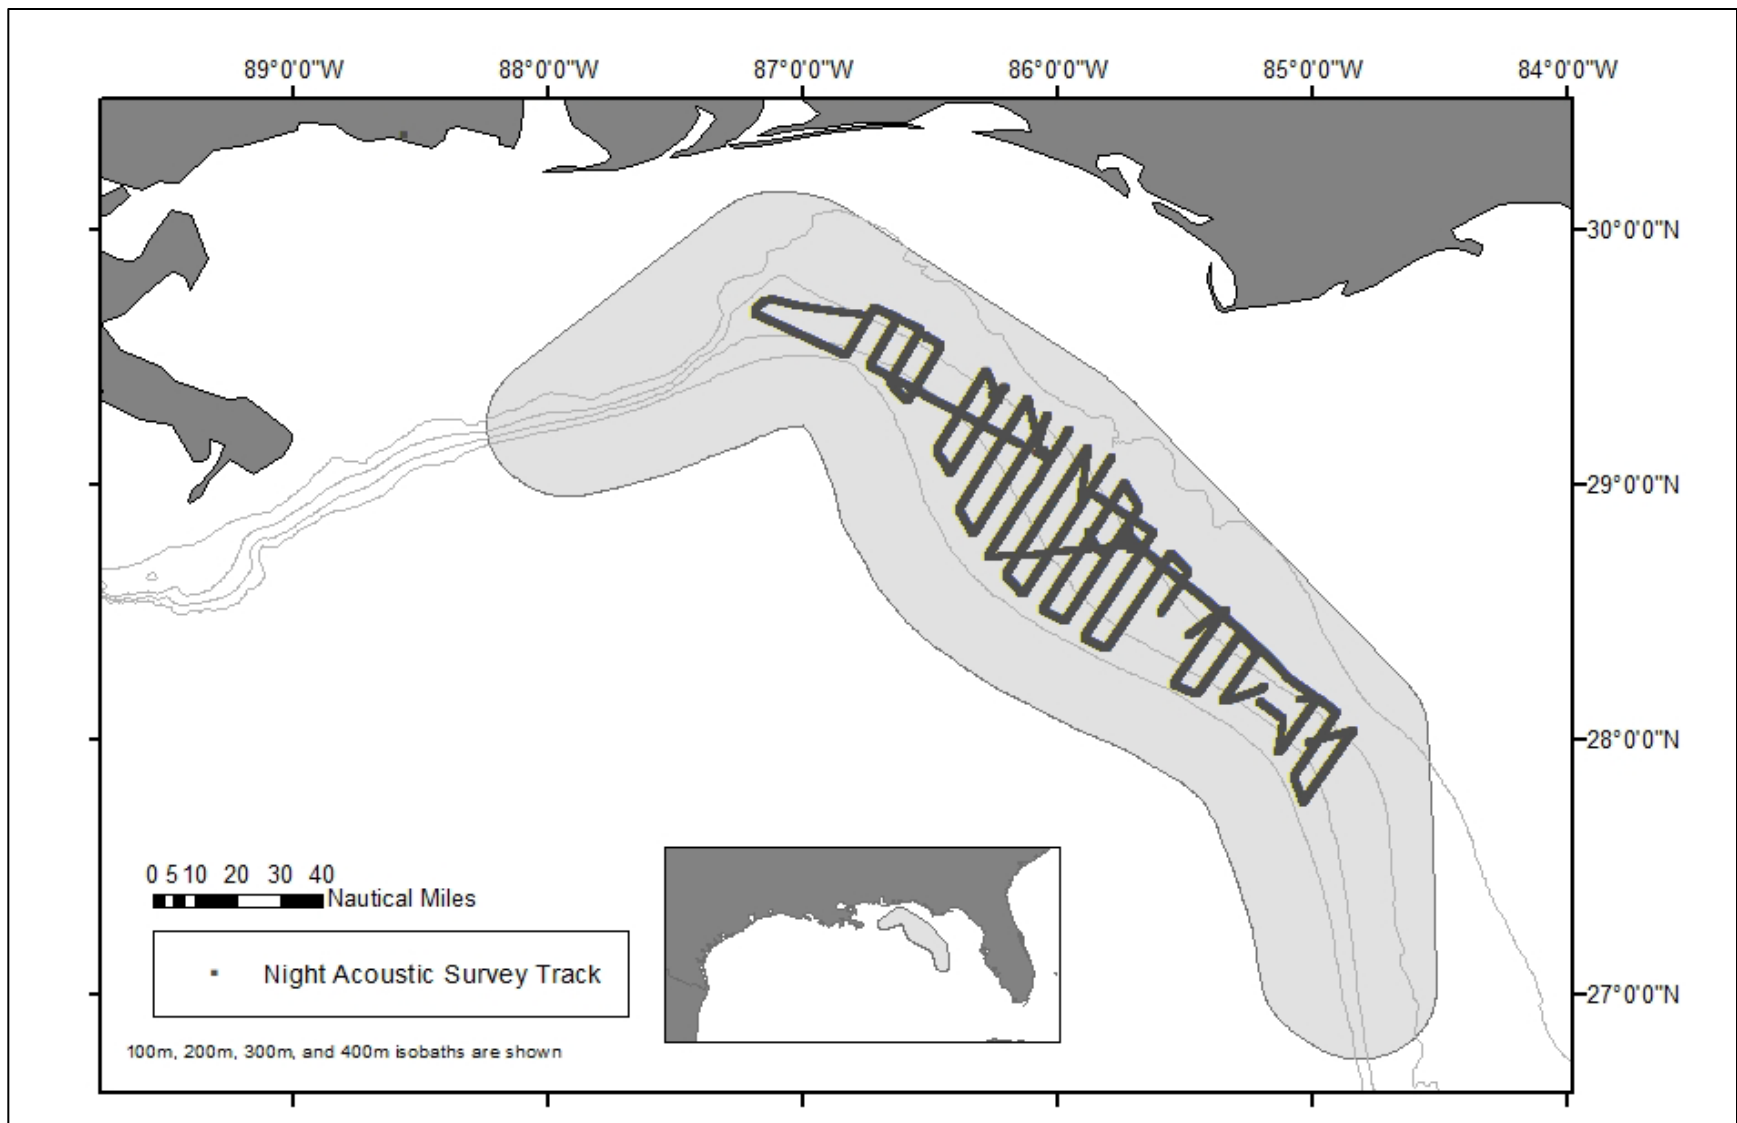 89°0'0"W 88°0'0"W 87°0'0"W 86°0'0"W 85°0'0"W 84°0'0"W
30°0'0"N
29°0'0"N
28°0'0"N
27°0'0"N
0 5 10 20 30 40
Nautical Miles
Night Acoustic Survey Track
100m, 200m, 300m, and 400m isobaths are shown